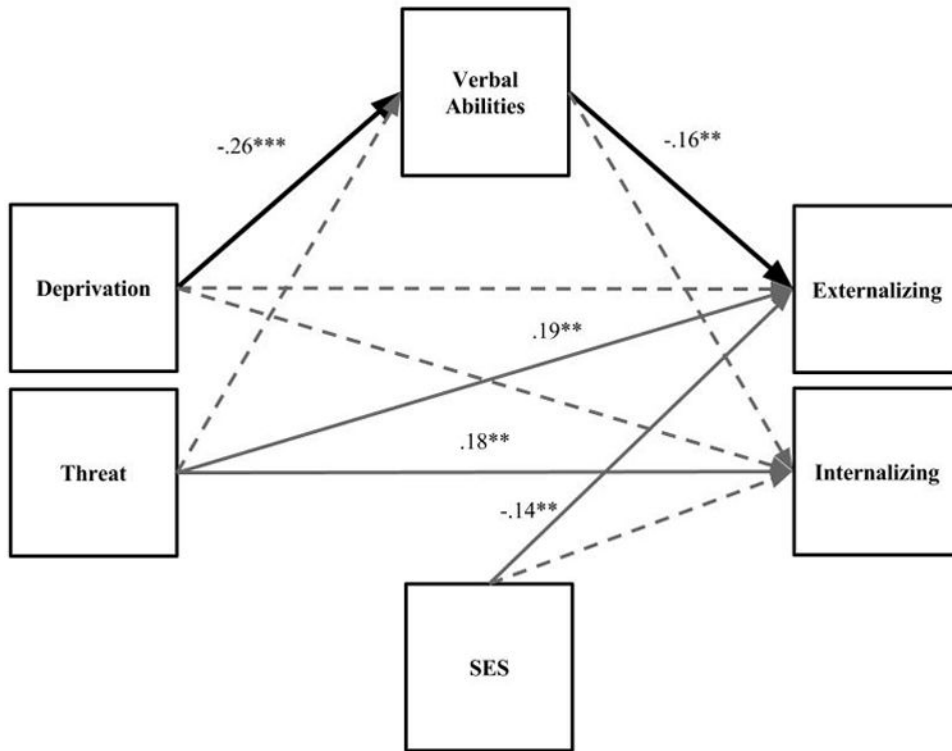 Verbal
Abilities
-.26***
-.16**
Deprivation
Externalizing
.19**
Threat
.18**
Internalizing
-.14**
SES